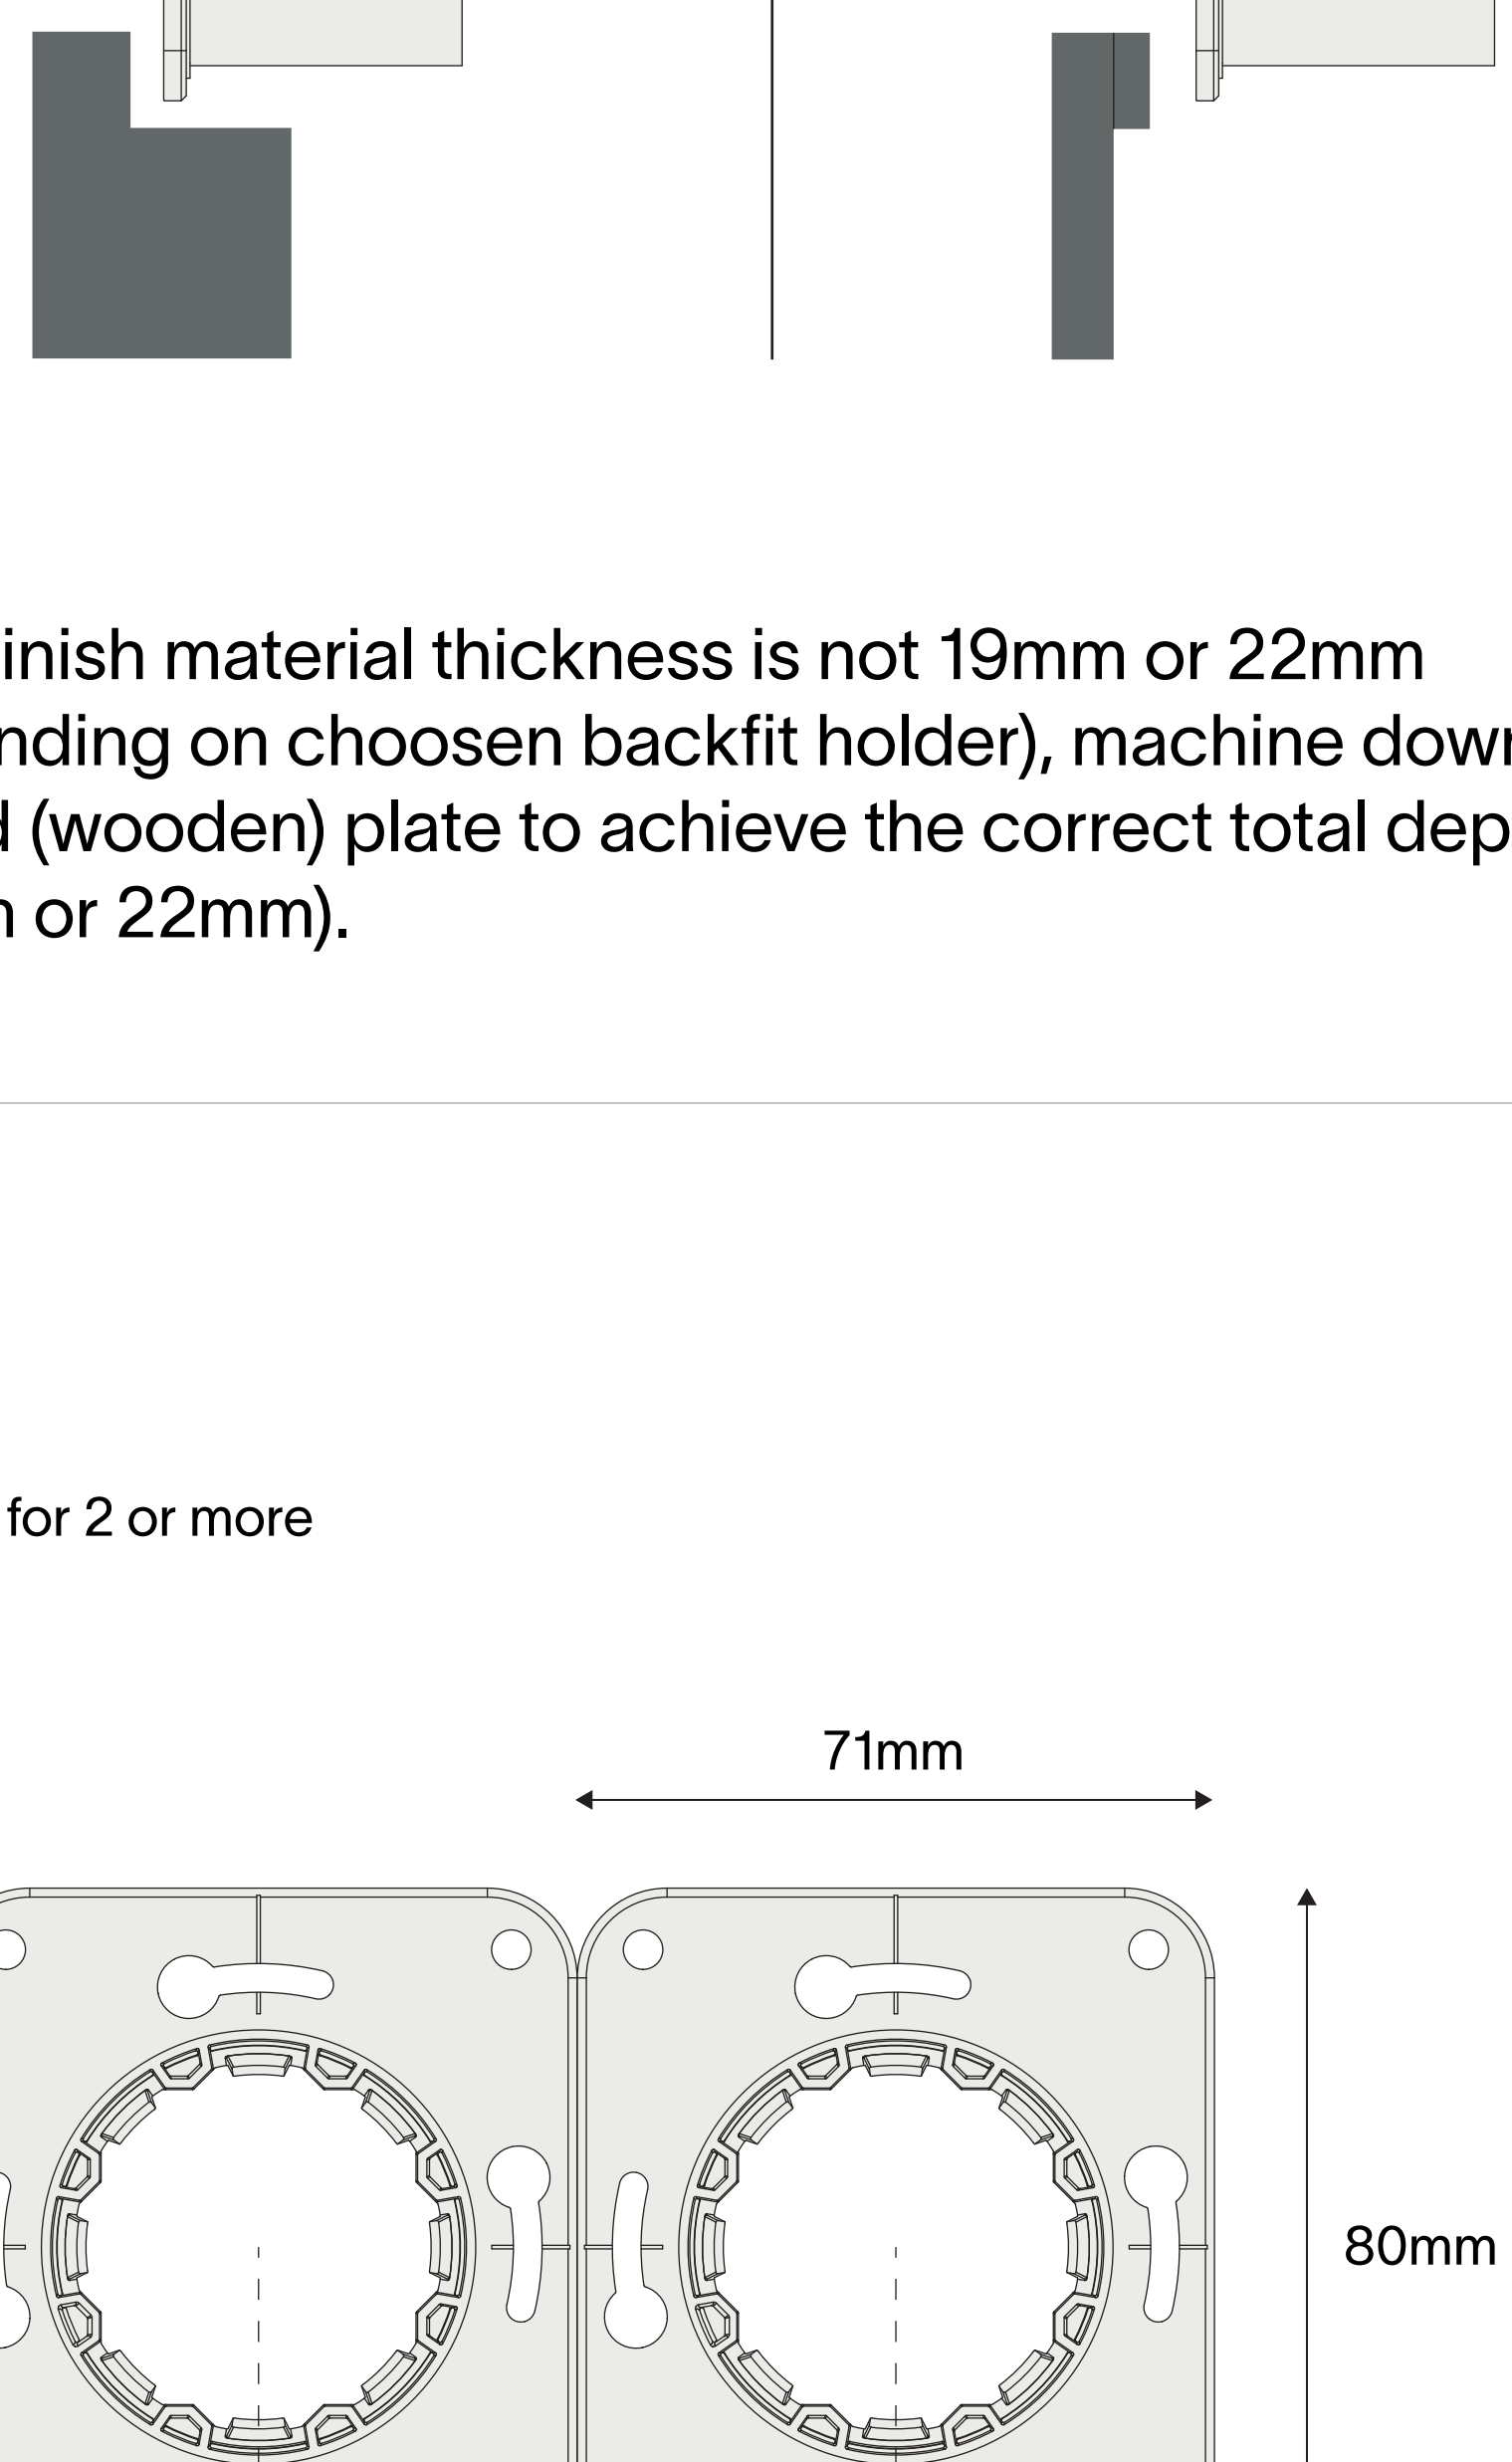 inish material thickness is not 19mm or 22mm
nding on choosen backfit holder), machine dow
(wooden) plate to achieve the correct total dep
or 22mm).
for 2 or more
71mm
80mm